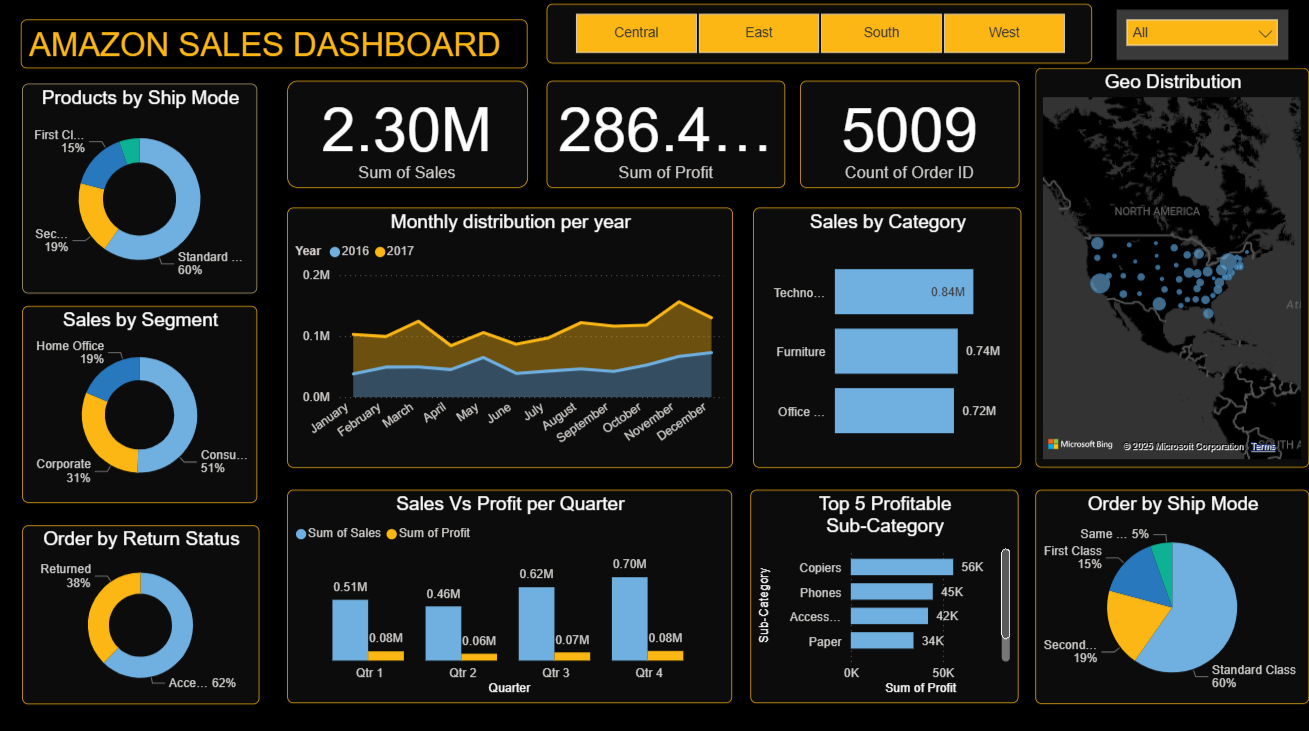 AMAZON SALES DASHBOARD
Central
East
South
West
All
Products by Ship Mode
First Cl...
15%
Sec...
19%
Standard ...
60%
2.30M
Sum of Sales
286.4...
Sum of Profit
5009
Count of Order ID
Geo Distribution
NORTH AMERICA
Microsoft Bing
© 2025 Microsoft Corporation
Terms
SOUTH A
Monthly distribution per year
Year 2016 2017
0.2M
0.1M
0.0M
January
February
March
April
May
June
July
August
September
October
November
December
Sales by Category
Techno...
0.84M
Furniture
0.74M
Office ...
0.72M
Sales by Segment
Home Office
19%
Corporate
31%
Consu...
51%
Order by Return Status
Returned
38%
Acce... 62%
Sales Vs Profit per Quarter
Sum of Sales Sum of Profit
0.51M
0.08M
0.46M
0.06M
0.62M
0.07M
0.70M
0.08M
Qtr 1
Qtr 2
Qtr 3
Qtr 4
Quarter
Top 5 Profitable
Sub-Category
Sub-Category
Copiers
56K
Phones
45K
Access...
42K
Paper
34K
0K
50K
Sum of Profit
Order by Ship Mode
Same ... 5%
First Class
15%
Second...
19%
Standard Class
60%